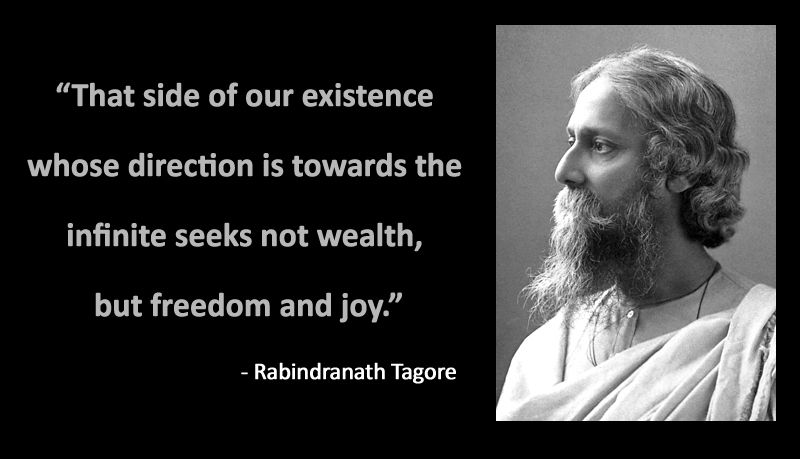 “That side of our existence
whose direction is towards the
infinite seeks not wealth,
but freedom and joy.”
- Rabindranath Tagore